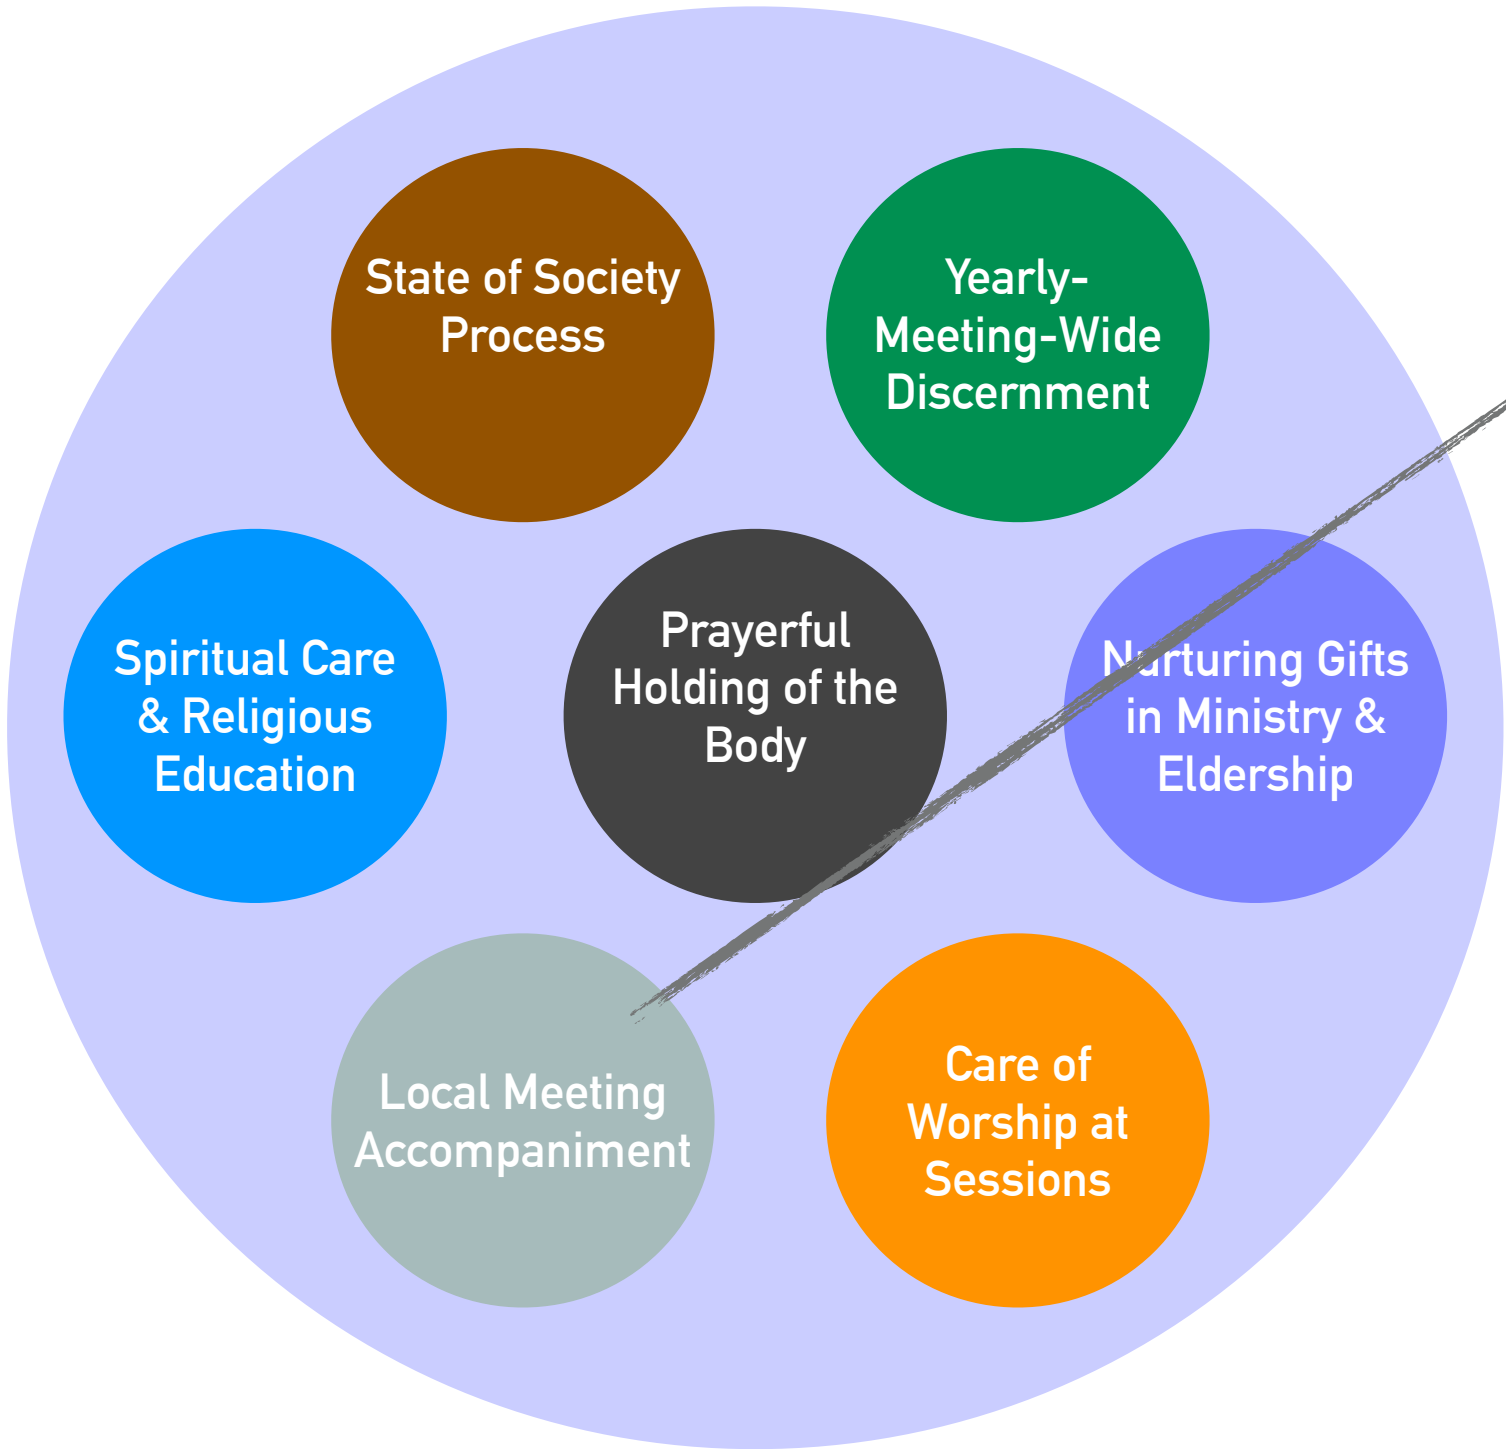 State of Society
Process
Yearly-
Meeting-Wide
Discernment
Spiritual Care
& Religious
Education
Prayerful
Holding of the
Body
Nurturing Gifts
in Ministry &
Eldership
Local Meeting
Accompaniment
Care of
Worship at
Sessions